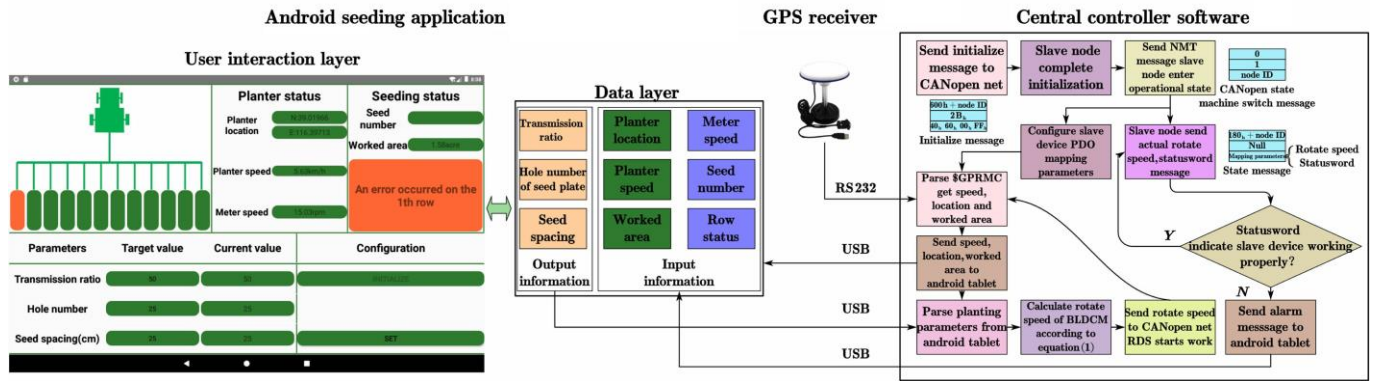 Android seeding application
GPS receiver
Central controller software
User interaction layer
Planter status
Seeding status
Planter
location
E:116.20713
Seed
number
Worked area
Planter speed
Meter speed
An error occurred on the
1th row
Parameters
Target value
Current value
Configuration
Transmission ratio
50
50
INITIALIZE
Hole number
25
25
Seed spacing(cm)
25
25
SET
Data layer
Transmission
ratio
Hole number
of seed plate
Seed
spacing
Output
information
Planter
location
Meter
speed
Planter
speed
Seed
number
Worked
area
Row
status
Input
information
RS232
USB
USB
USB
Send initialize
message to
CANopen net
Slave node
complete
initialization
Send NMT
message slave
node enter
operational state
0
1
node ID
CANopen state
machine switch message
600h + node ID
2Bh
40, 60, 00, FF,
Initialize message
Configure slave
device PDO
mapping
parameters
Slave node send
actual rotate
speed,statusword
message
180h + node ID
Null
Mapping parameters
State message
Rotate speed
Statusword
Parse $GPRMC
get speed,
location and
worked area
Send speed,
location,worked
area to
android tablet
Statusword
indicate slave device working
properly?
Y
N
Parse planting
parameters from
android tablet
Calculate rotate
speed of BLDCM
according to
equation(1)
Send rotate speed
to CANopen net
RDS starts work
Send alarm
messsage to
android tablet